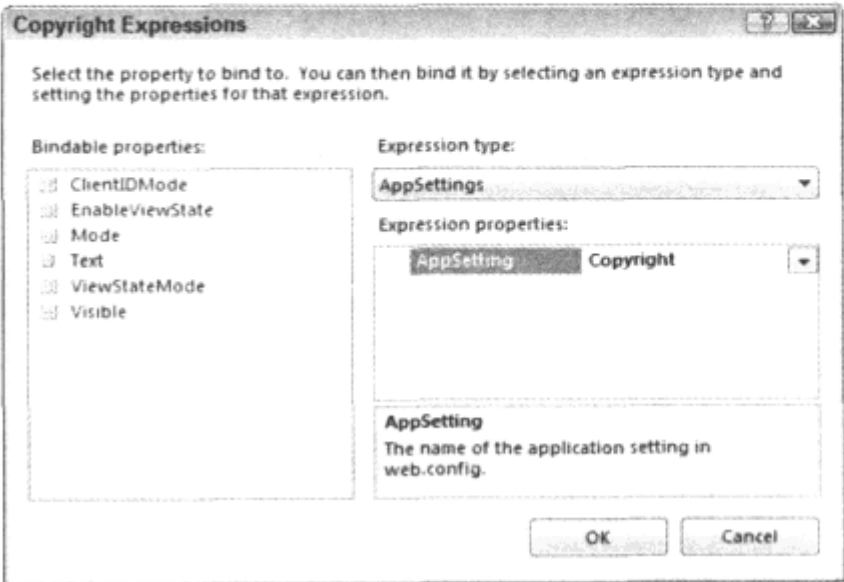 Copyright Expressions
Select the property to bind to. You can then bind it by selecting an expression type and
setting the properties for that expression.
Bindable properties:
ClientIDMode
EnableViewState
Mode
Text
ViewStateMode
Visible
Expression type:
AppSettings
Expression properties:
AppSetting Copyright
AppSetting
The name of the application setting in
web.config.
OK Cancel